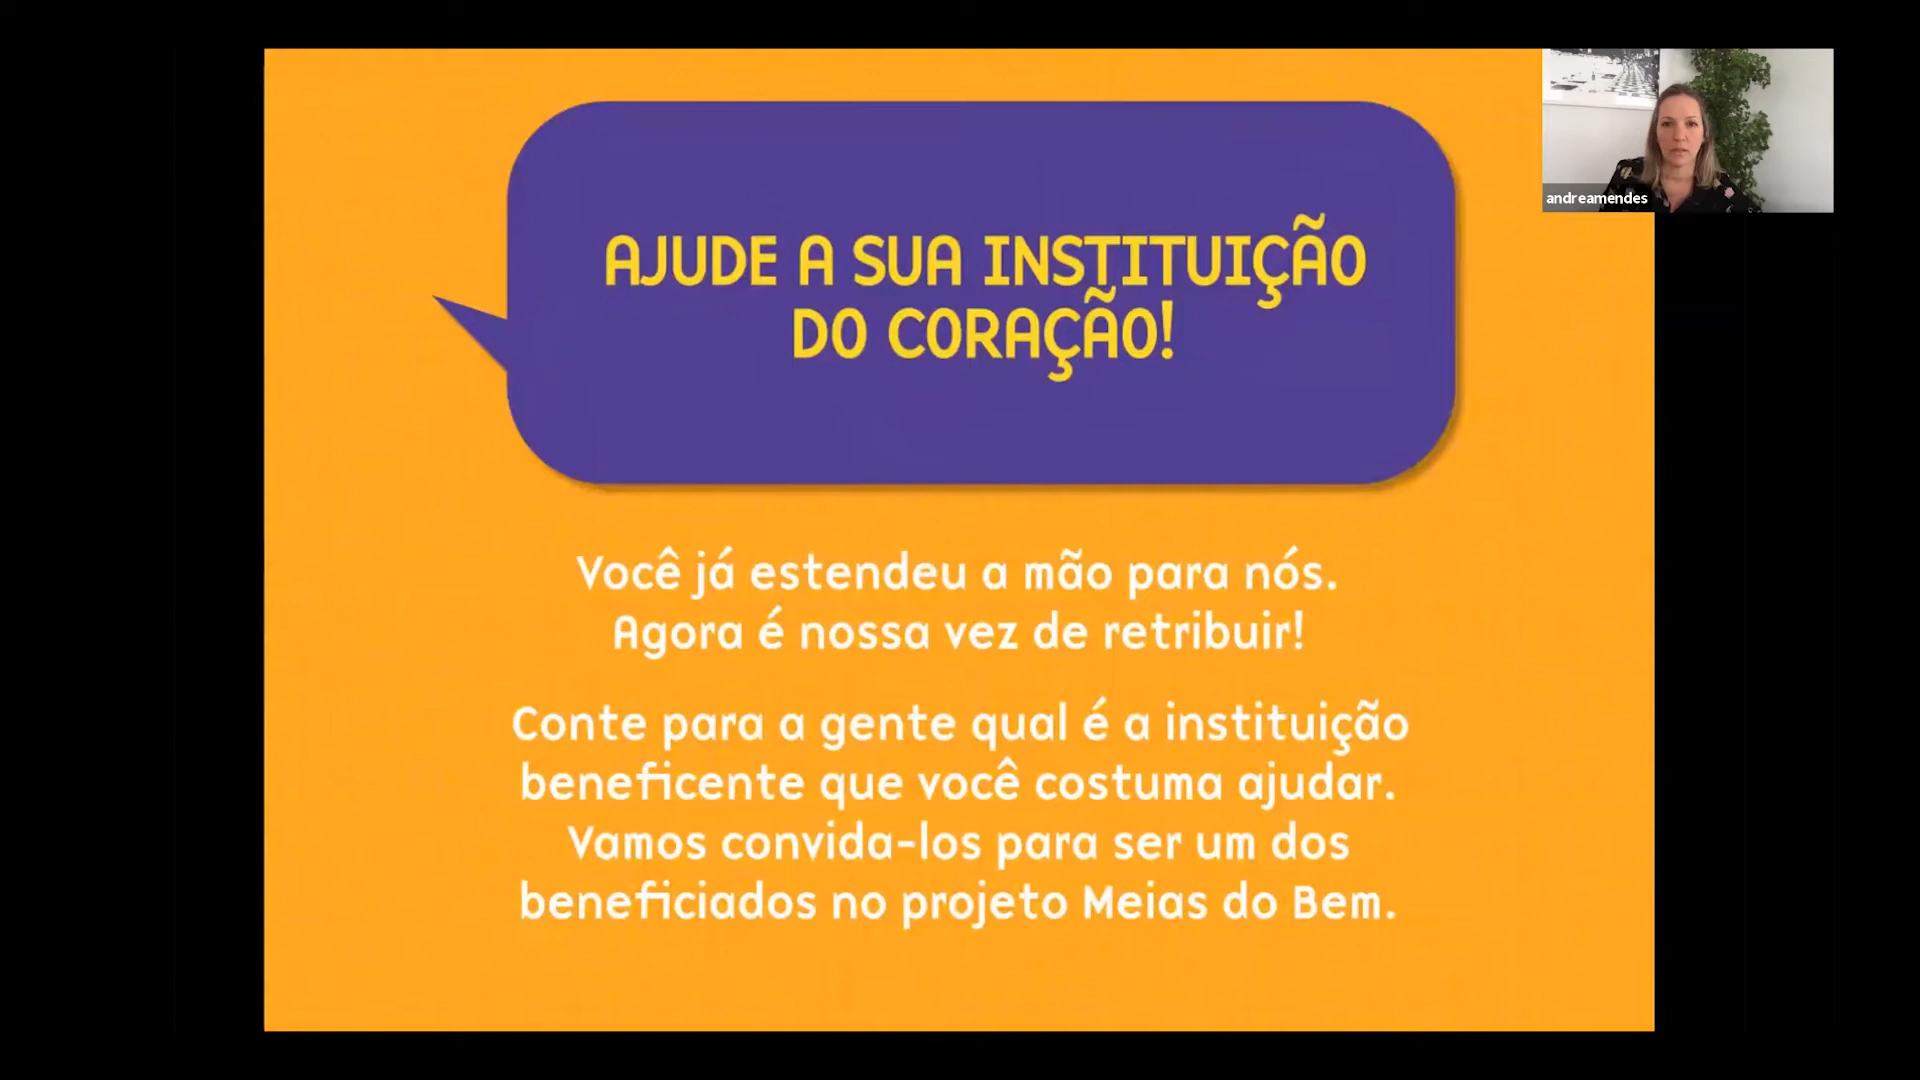 AJUDE A SUA INSTITUIÇÃO
DO CORAÇÃO!
andreamendes
Você já estendeu a mão para nós.
Agora é nossa vez de retribuir!
Conte para a gente qual é a instituição
beneficente que você costuma ajudar.
Vamos convida-los para ser um dos
beneficiados no projeto Meias do Bem.